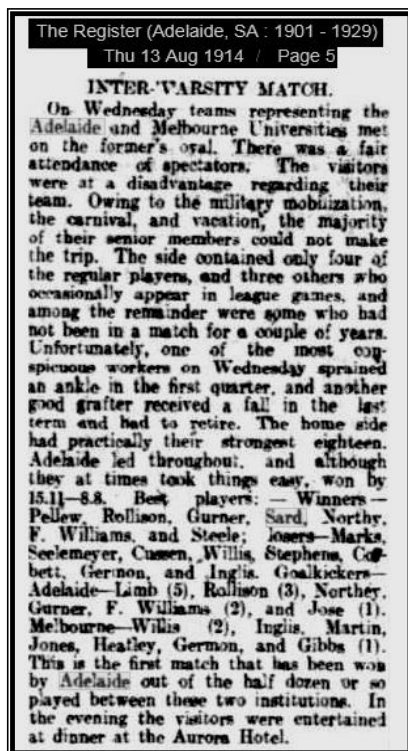 The Register (Adelaide, SA : 1901 - 1929)
Thu 13 Aug 1914 / Page 5
INTER-'VARSITY MATCH.
On Wednesday teams representing the
Adelaide and Melbourne Universities met
on the former's oval. There was a fair
attendance of spectators. The visitors
were at a disadvantage regarding their
team. Owing to the military mobilization,
the carnival, and vacation, the majority
of their senior members could not make
the trip. The side contained only four of
the regular players, and three others who
occasionally appear in league games, and
among the remainder were some who had
not been in a match for a couple of years.
Unfortunately, one of the most con-
spicuous workers on Wednesday sprained
an ankle in the first quarter, and another
good grafter received a fall in the last
term and had to retire. The home side
had practically their strongest eighteen.
Adelaide led throughout, and although
they at times took things easy, won by
15.11—8.8. Best players: — Winners—
Pellew, Rollison, Gurner, Sard, Northy,
F. Williams, and Steele; losers—Marks,
Seelemeyer, Cussen, Willis, Stephens, Cor-
bett, Germon, and Inglis. Goalkickers—
Adelaide—Limb (5), Rollison (3), Northey,
Gurner, F. Williams (2), and Jose (1).
Melbourne—Willis (2), Inglis, Martin,
Jones, Heatley, Germon, and Gibbs (1).
This is the first match that has been won
by Adelaide out of the half dozen or so
played between these two institutions. In
the evening the visitors were entertained
at dinner at the Aurora Hotel.